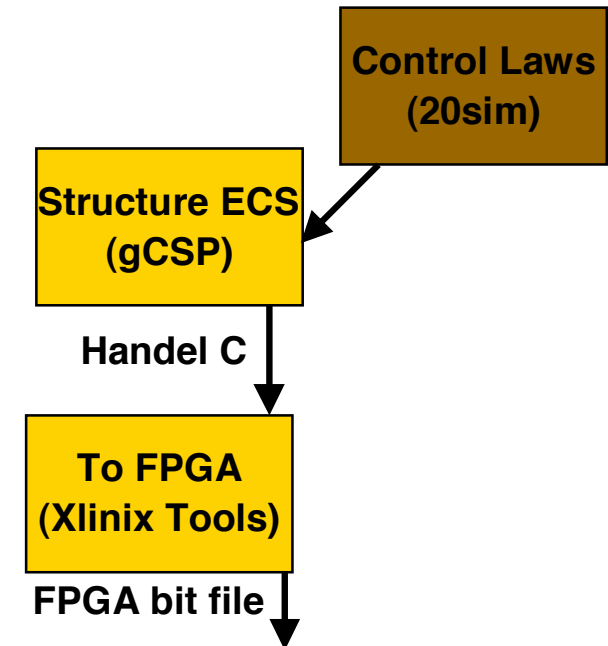 Control Laws
(20sim)
Structure ECS
(gCSP)
Handel C
To FPGA
(Xlinix Tools)
FPGA bit file